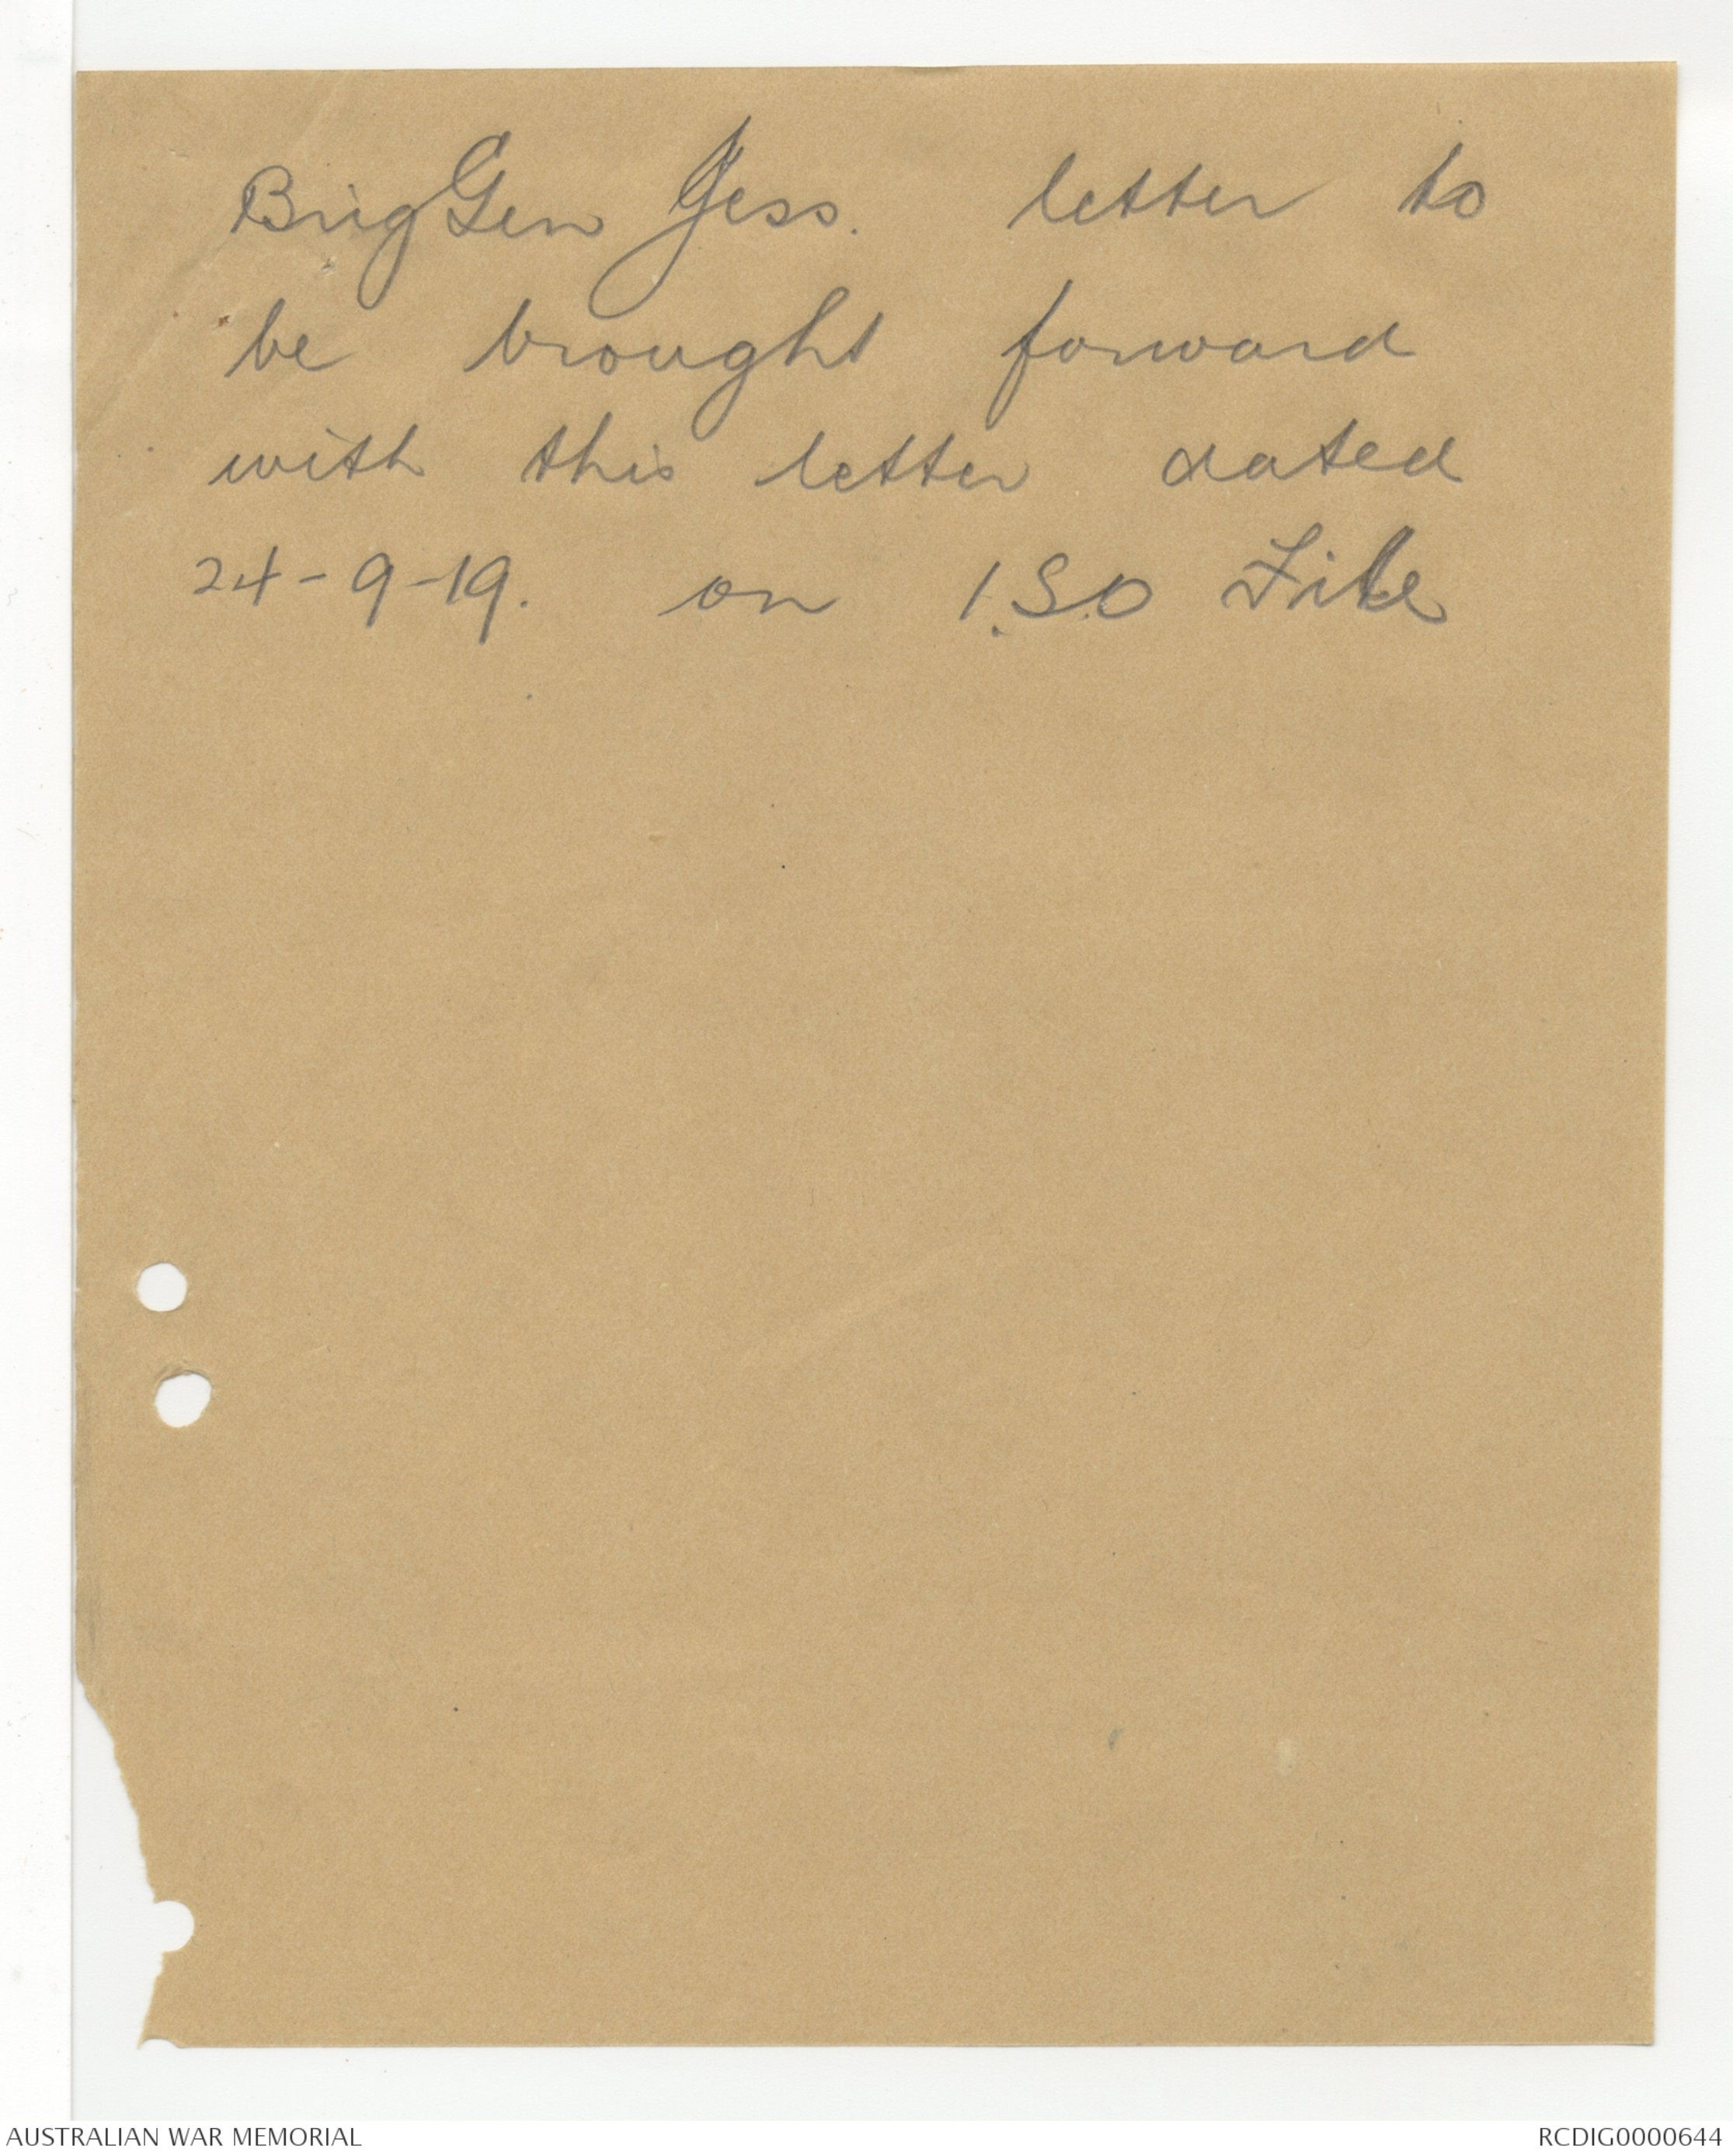 Brig Gen Jess. letter to
be brought forward
with this letter dated
24-9-19. on I.S.O File
AUSTRALIAN WAR MEMORIAL
RCDIG0000644